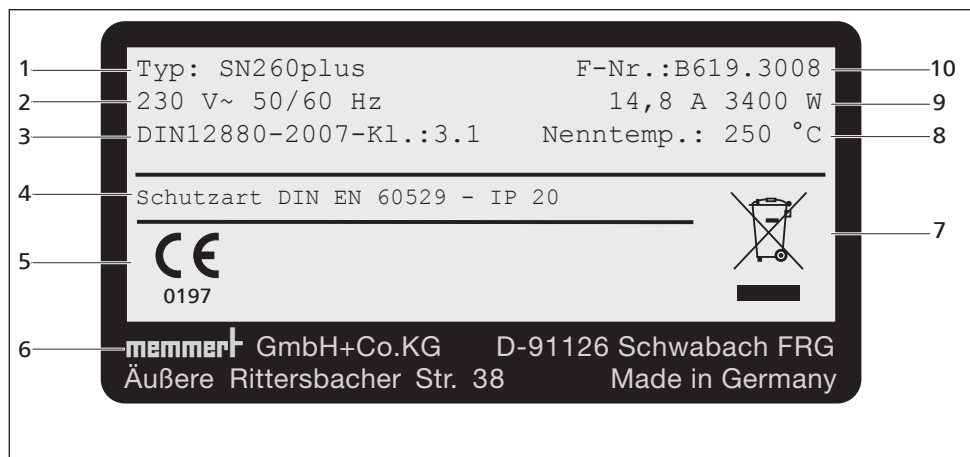 1 Typ: SN260plus F-Nr.:B619.3008 10
2 230 V~ 50/60 Hz 14,8 A 3400 W 9
3 DIN12880-2007-Kl.:3.1 Nenntemp.: 250 °C 8
4 Schutzart DIN EN 60529 - IP 20
5 CE 7
0197
6 memmert GmbH+Co.KG D-91126 Schwabach FRG
Äußere Rittersbacher Str. 38 Made in Germany